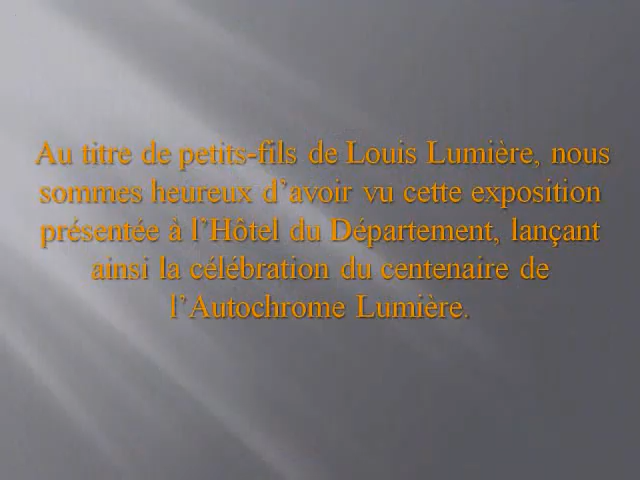 Au titre de petits-fils de Louis Lumière, nous
sommes heureux d’avoir vu cette exposition
présentée à l’Hôtel du Département, lançant
ainsi la célébration du centenaire de
l’Autochrome Lumière.